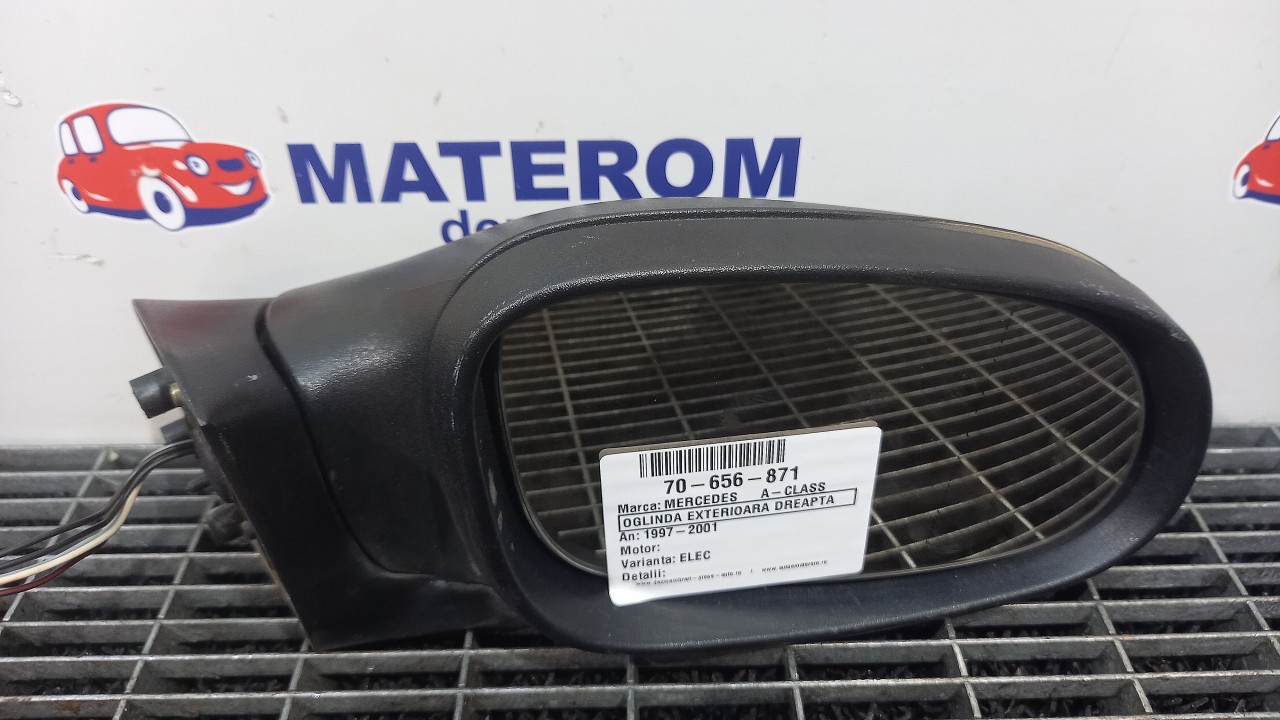 MATEROM
70-656-871
Marca: MERCEDES A-CLASS
OGLINDA EXTERIOARA DREAPTA
An: 1997-2001
Motor:
Varianta: ELEC
Detalii: